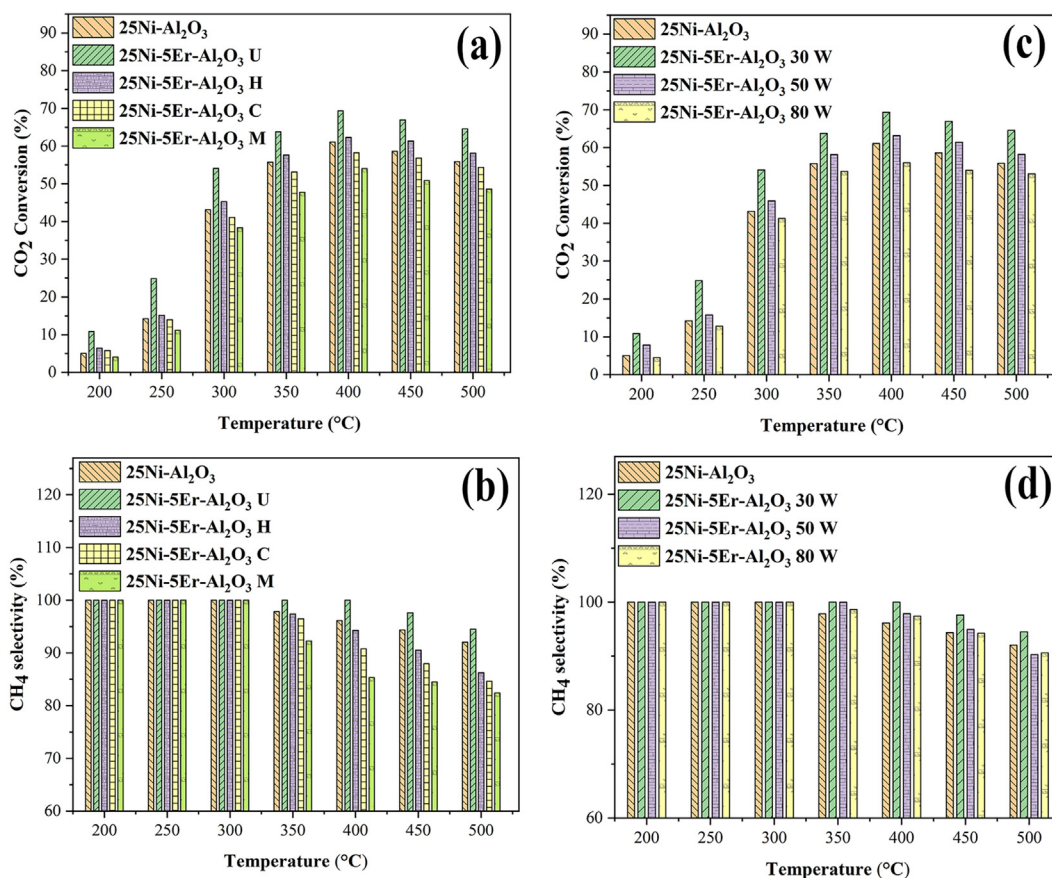 (a)
25Ni-Al₂O₃
25Ni-5Er-Al₂O₃ U
25Ni-5Er-Al₂O₃ H
25Ni-5Er-Al₂O₃ C
25Ni-5Er-Al₂O₃ M
CO₂ Conversion (%)
90
80
70
60
50
40
30
20
10
0
200 250 300 350 400 450 500
Temperature (°C)
(c)
25Ni-Al₂O₃
25Ni-5Er-Al₂O₃ 30 W
25Ni-5Er-Al₂O₃ 50 W
25Ni-5Er-Al₂O₃ 80 W
CO₂ Conversion (%)
90
80
70
60
50
40
30
20
10
0
200 250 300 350 400 450 500
Temperature (°C)
(b)
25Ni-Al₂O₃
25Ni-5Er-Al₂O₃ U
25Ni-5Er-Al₂O₃ H
25Ni-5Er-Al₂O₃ C
25Ni-5Er-Al₂O₃ M
CH₄ selectivity (%)
120
110
100
90
80
70
60
200 250 300 350 400 450 500
Temperature (°C)
(d)
25Ni-Al₂O₃
25Ni-5Er-Al₂O₃ 30 W
25Ni-5Er-Al₂O₃ 50 W
25Ni-5Er-Al₂O₃ 80 W
CH₄ selectivity (%)
120
100
80
60
200 250 300 350 400 450 500
Temperature (°C)